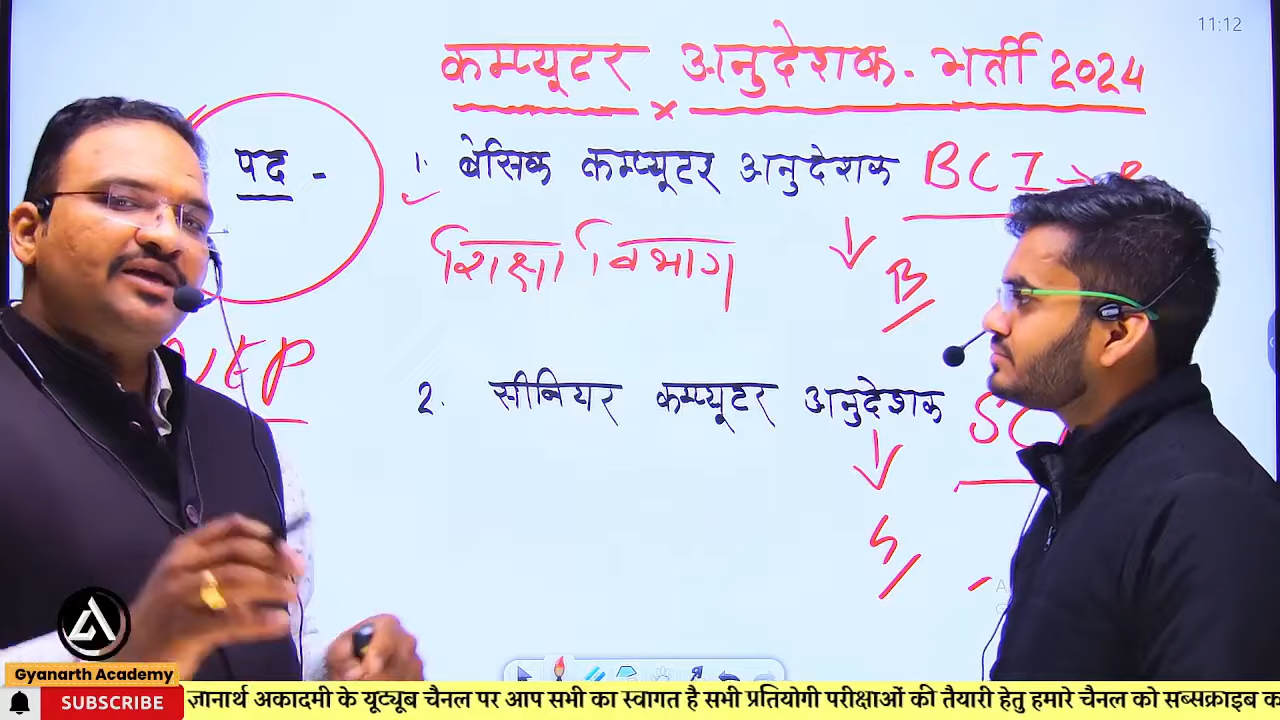 11:12
कम्प्यूटर अनुदेशक - भर्ती 2024
पद - 1. बेसिक कम्प्यूटर अनुदेशक BCI →
शिक्षा विभाग
B
2. सीनियर कम्प्यूटर अनुदेशक
Gyanarth Academy
SUBSCRIBE ज्ञानार्थ अकादमी के यूट्यूब चैनल पर आप सभी का स्वागत है सभी प्रतियोगी परीक्षाओं की तैयारी हेतु हमारे चैनल को सब्सक्राइब